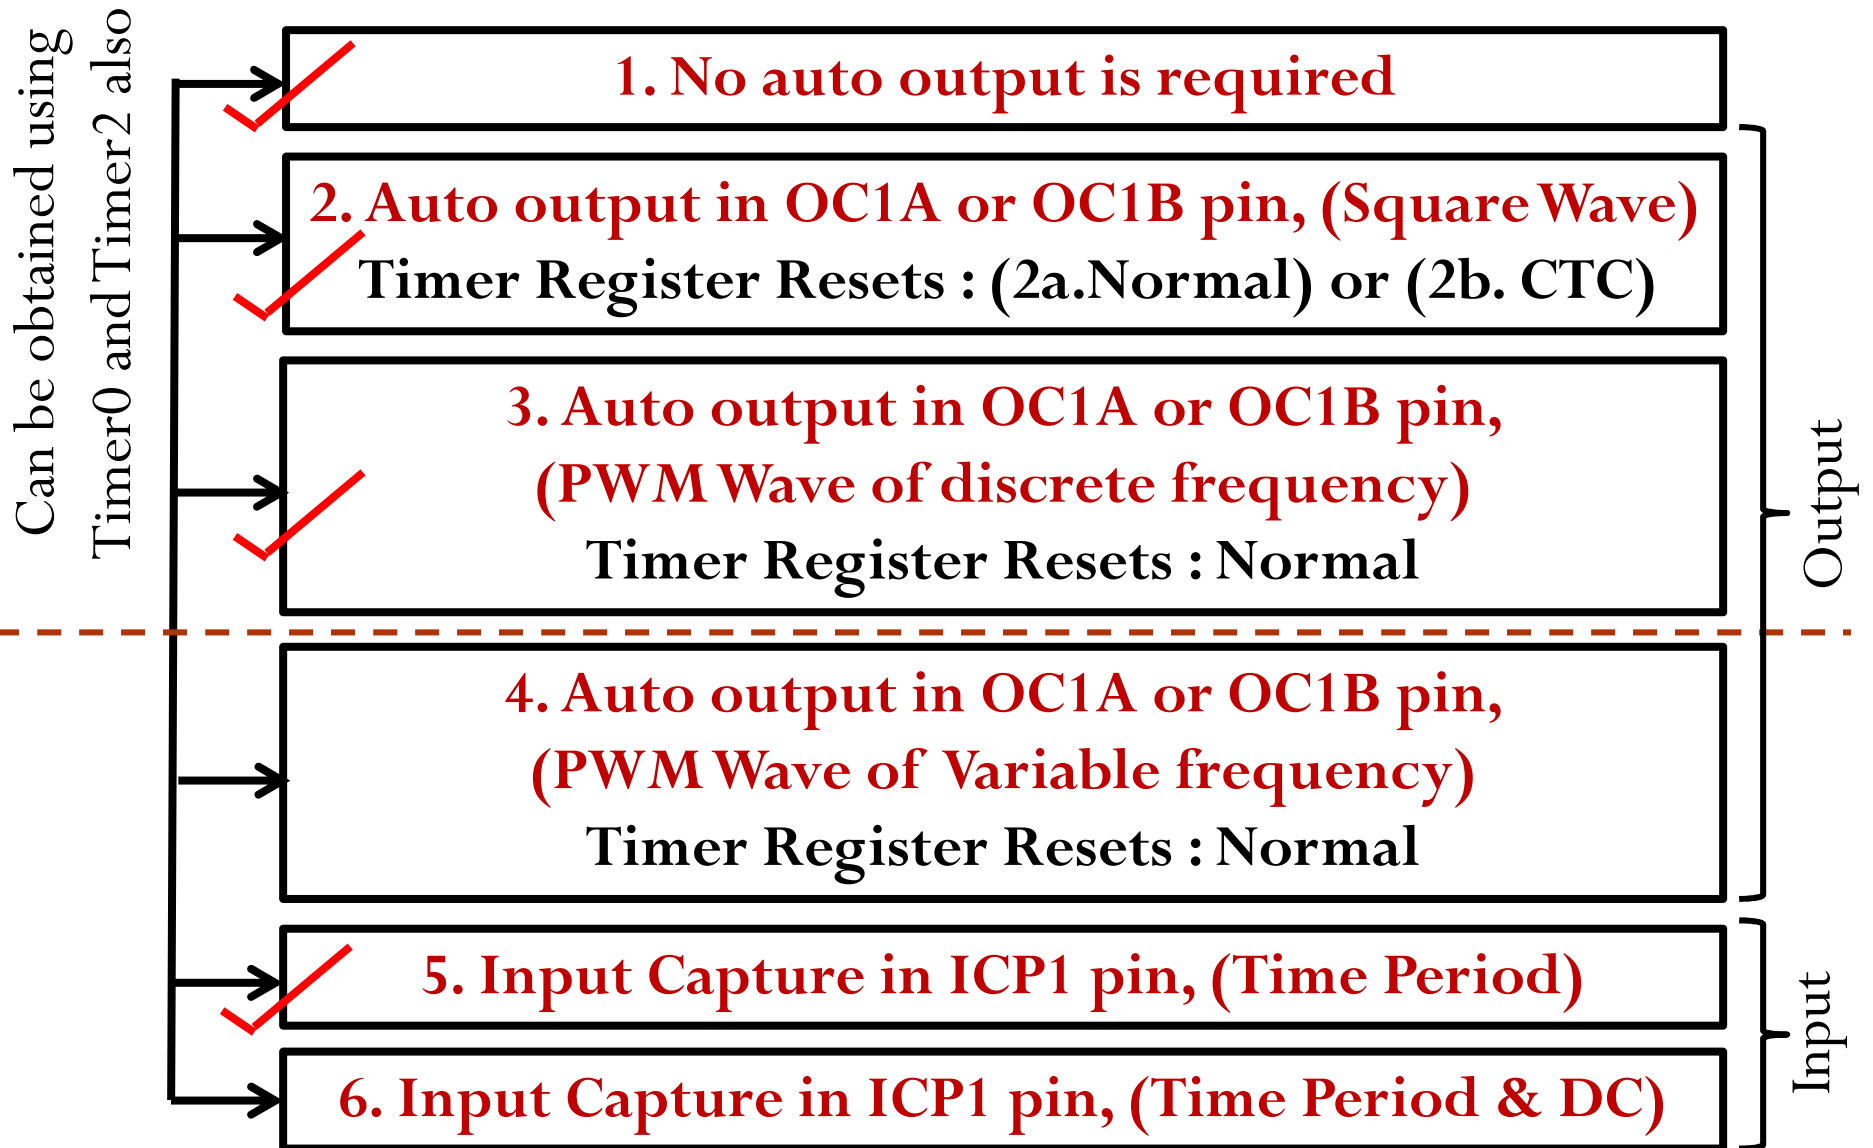 Can be obtained using
Timer0 and Timer2 also
1. No auto output is required
2. Auto output in OC1A or OC1B pin, (Square Wave)
Timer Register Resets : (2a.Normal) or (2b. CTC)
3. Auto output in OC1A or OC1B pin,
(PWM Wave of discrete frequency)
Timer Register Resets : Normal
4. Auto output in OC1A or OC1B pin,
(PWM Wave of Variable frequency)
Timer Register Resets : Normal
Output
5. Input Capture in ICP1 pin, (Time Period)
6. Input Capture in ICP1 pin, (Time Period & DC)
Input